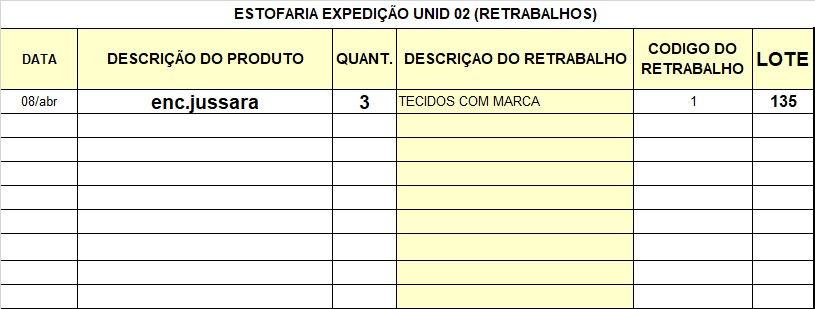 ESTOFARIA EXPEDIÇÃO UNID 02 (RETRABALHOS)
DATA DESCRIÇÃO DO PRODUTO QUANT. DESCRIÇAO DO RETRABALHO CODIGO DO RETRABALHO LOTE
08/abr enc.jussara 3 TECIDOS COM MARCA 1 135